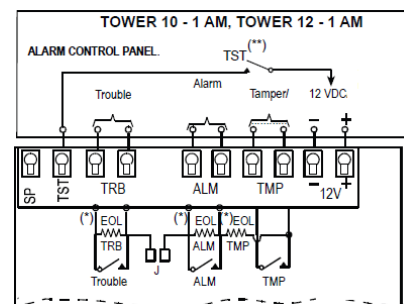 TOWER 10 - 1 AM, TOWER 12 - 1 AM
ALARM CONTROL PANEL.
TST(**)
Trouble
Alarm
Tamper/
12 VDC
- +
SP
TST
TRB
ALM
TMP
- 12V +
(*) EOL
(*) EOL
(*) EOL
TRB
ALM
TMP
J
Trouble
ALM
TMP